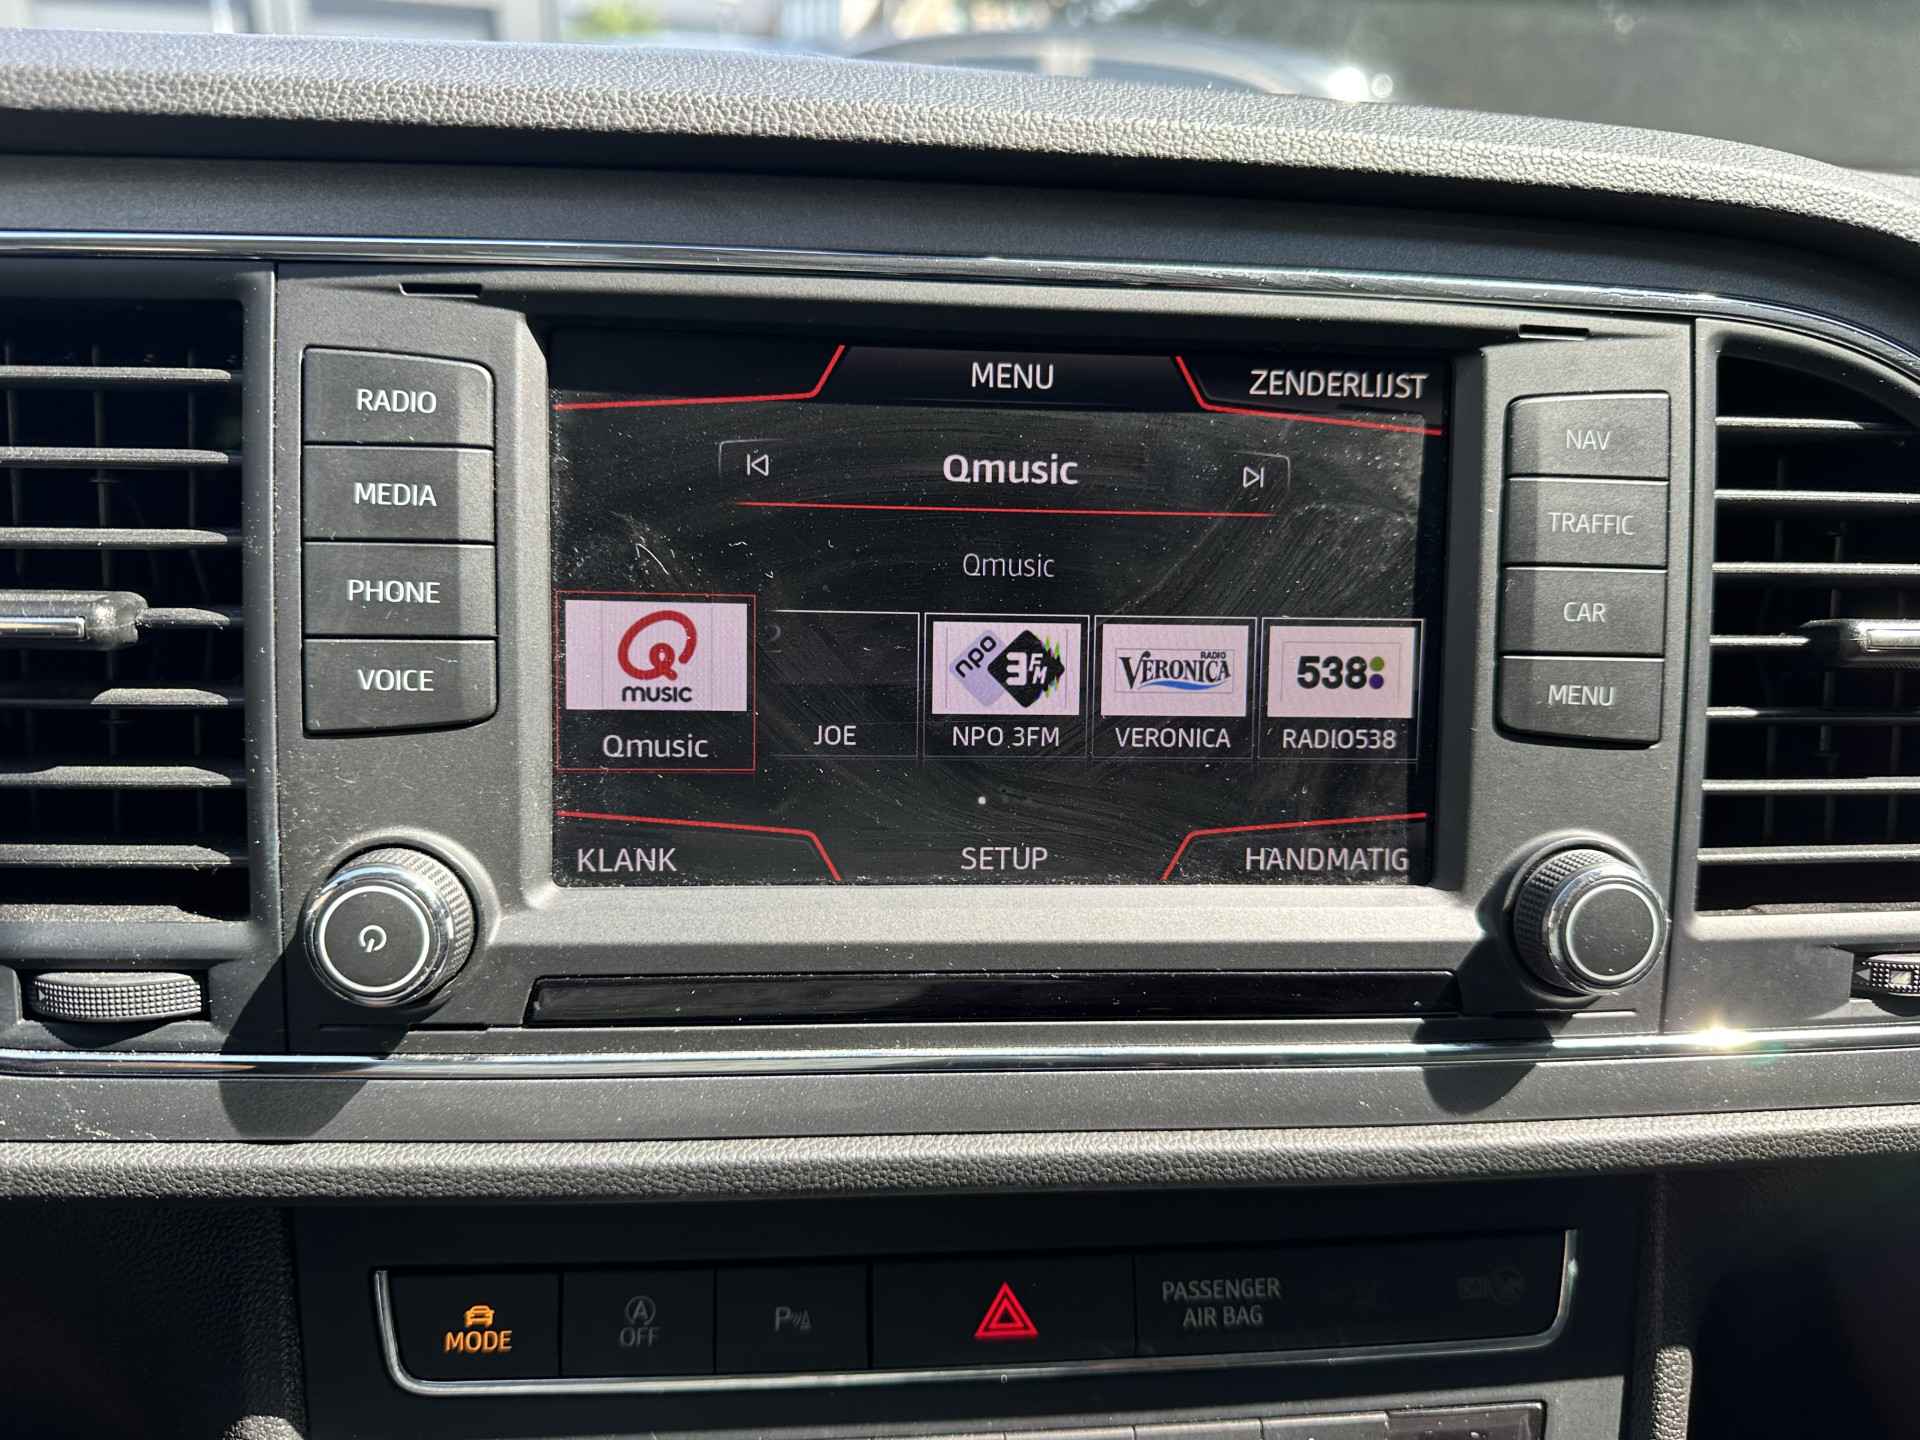 RADIO
MEDIA
PHONE
VOICE
MENU
ZENDERLIJST
Qmusic
Qmusic
MUSIC
Qmusic
JOE
npo 3FM
NPO 3FM
RADIO
VERONICA
VERONICA
538
RADIO538
KLANK
SETUP
HANDMATIG
NAV
TRAFFIC
CAR
MENU
MODE
A
OFF
P
PASSENGER
AIR BAG